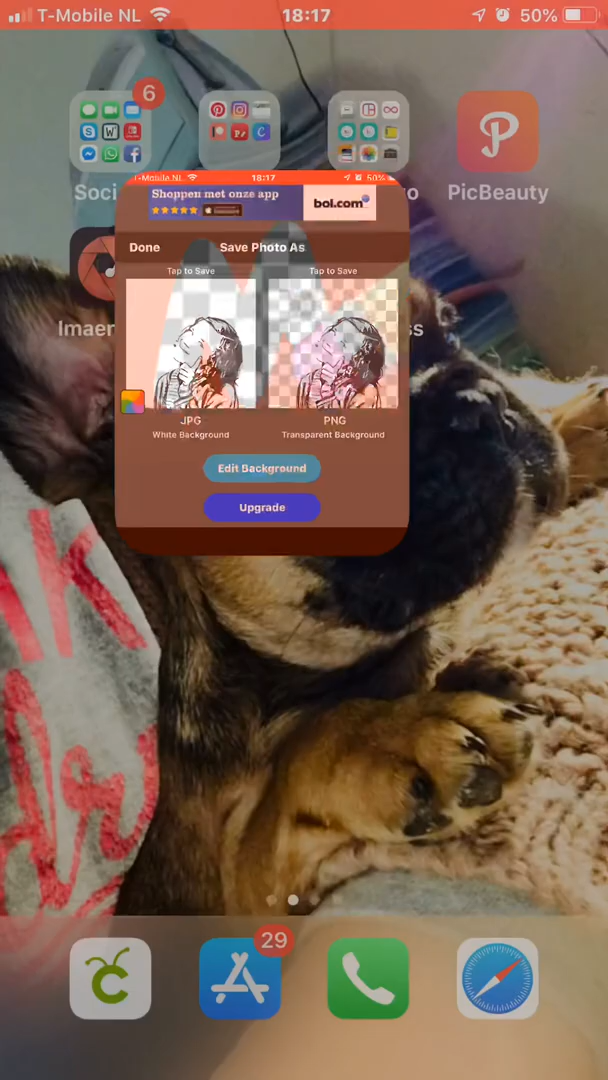 T-Mobile NL 18:17 50%
6
Soci
PicBeauty
T-Mobile NL 18:17 50%
Shoppen met onze app
bol.com
Done Save Photo As
Tap to Save Tap to Save
Imaer
ss
JPG PNG
White Background Transparent Background
Edit Background
Upgrade
29